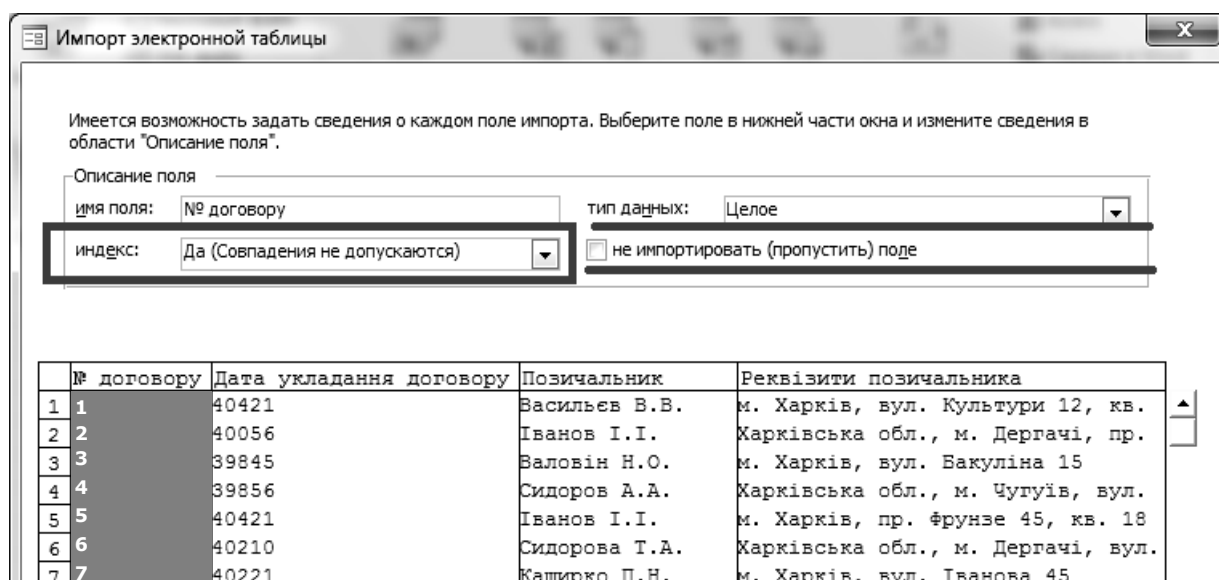 Импорт электронной таблицы
X
Имеется возможность задать сведения о каждом поле импорта. Выберите поле в нижней части окна и измените сведения в
области "Описание поля".
Описание поля
имя поля: № договору тип данных: Целое
индекс: Да (Совпадения не допускаются) не импортировать (пропустить) поле
№ договору Дата укладання договору Позичальник Реквізити позичальника
1 1 40421 Васильєв В.В. м. Харків, вул. Культури 12, кв.
2 2 40056 Іванов І.І. Харківська обл., м. Дергачі, пр.
3 3 39845 Валовін Н.О. м. Харків, вул. Бакуліна 15
4 4 39856 Сидоров А.А. Харківська обл., м. Чугуїв, вул.
5 5 40421 Іванов І.І. м. Харків, пр. Фрунзе 45, кв. 18
6 6 40210 Сидорова Т.А. Харківська обл., м. Дергачі, вул.
7 7 40221 Каширко П.Н. м. Харків, вул. Іванова 45